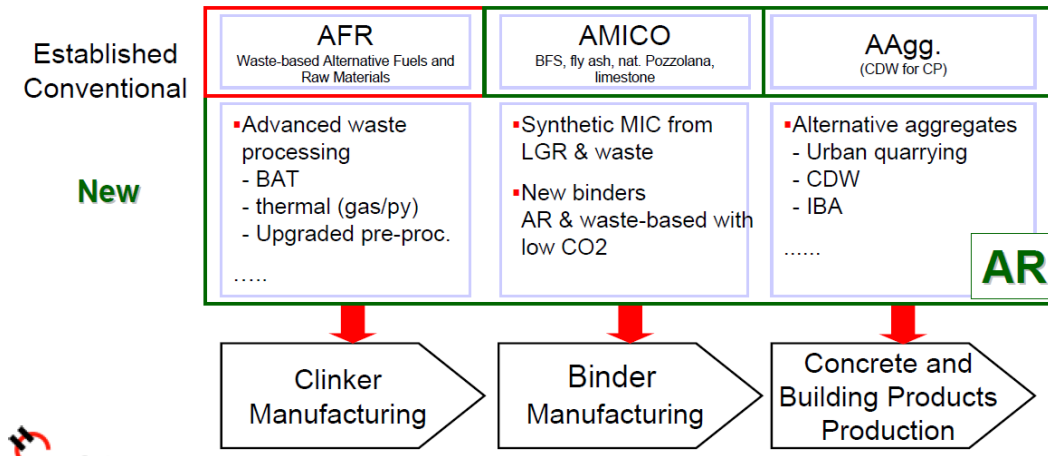 Established
Conventional
AFR
Waste-based Alternative Fuels and
Raw Materials
AMICO
BFS, fly ash, nat. Pozzolana,
limestone
AAgg.
(CDW for CP)
New
▪Advanced waste
processing
- BAT
- thermal (gas/py)
- Upgraded pre-proc.
.....
▪Synthetic MIC from
LGR & waste
▪New binders
AR & waste-based with
low CO2
▪Alternative aggregates
- Urban quarrying
- CDW
- IBA
......
AR
Clinker
Manufacturing
Binder
Manufacturing
Concrete and
Building Products
Production
H